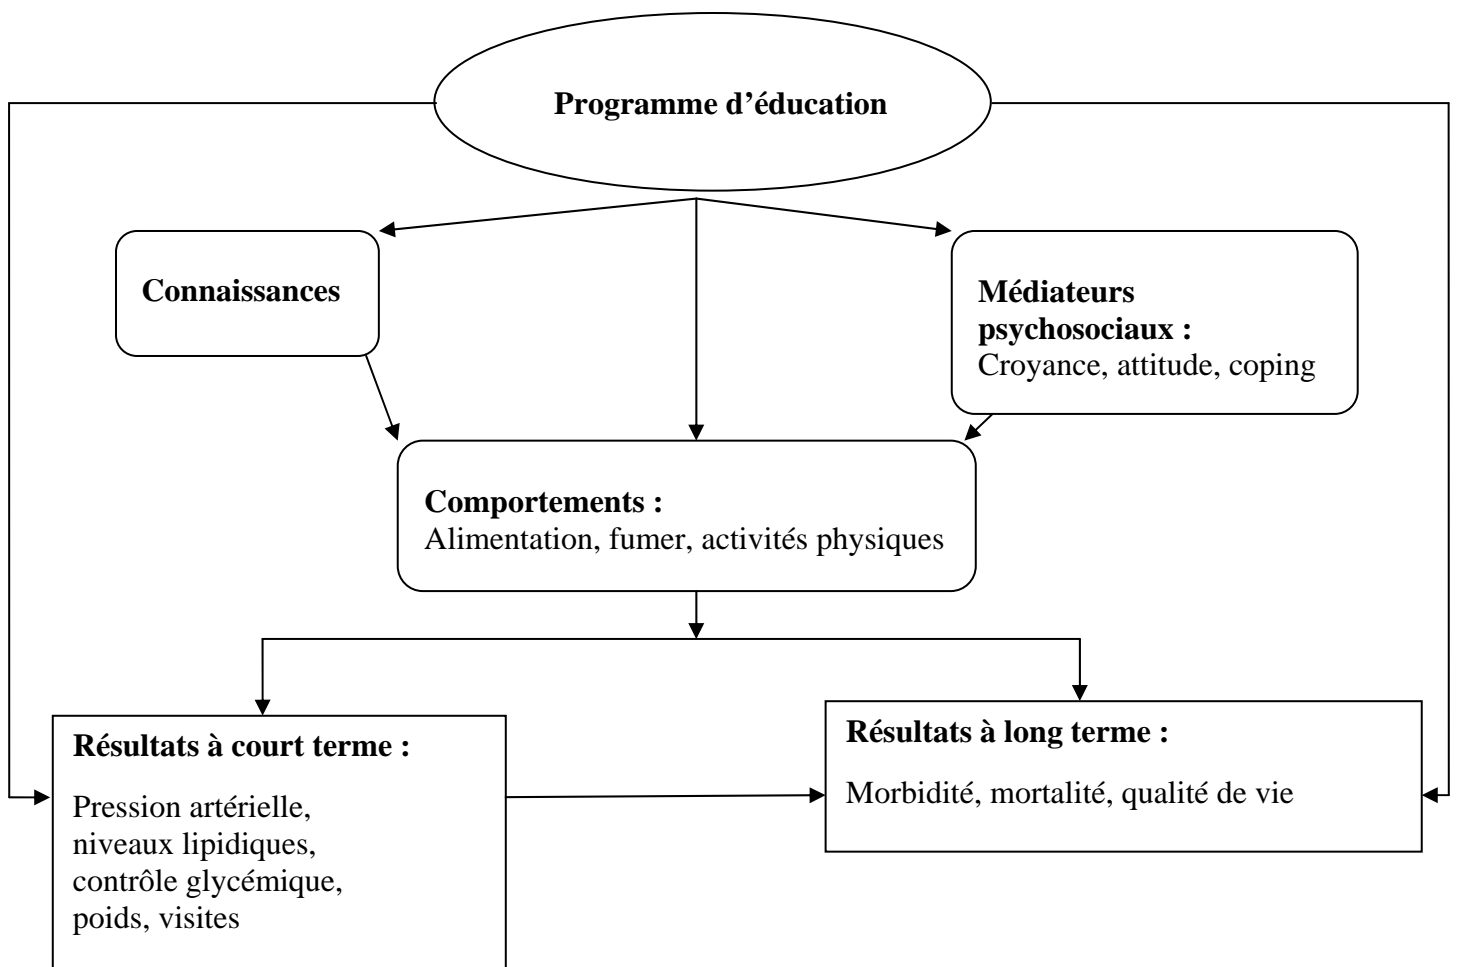 Programme d’éducation
Connaissances
Médiateurs
psychosociaux :
Croyance, attitude, coping
Comportements :
Alimentation, fumer, activités physiques
Résultats à court terme :
Pression artérielle,
niveaux lipidiques,
contrôle glycémique,
poids, visites
Résultats à long terme :
Morbidité, mortalité, qualité de vie